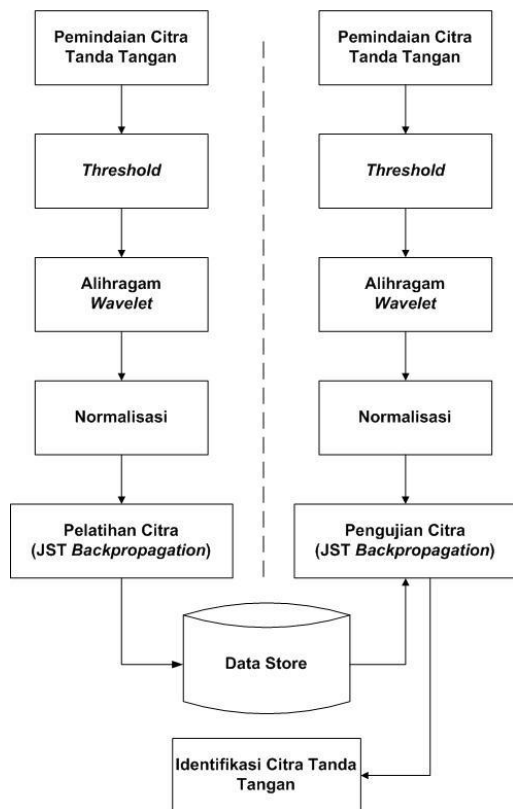 Pemindaian Citra
Tanda Tangan
Threshold
Alihragam
Wavelet
Normalisasi
Pelatihan Citra
(JST Backpropagation)
Pemindaian Citra
Tanda Tangan
Threshold
Alihragam
Wavelet
Normalisasi
Pengujian Citra
(JST Backpropagation)
Data Store
Identifikasi Citra Tanda
Tangan